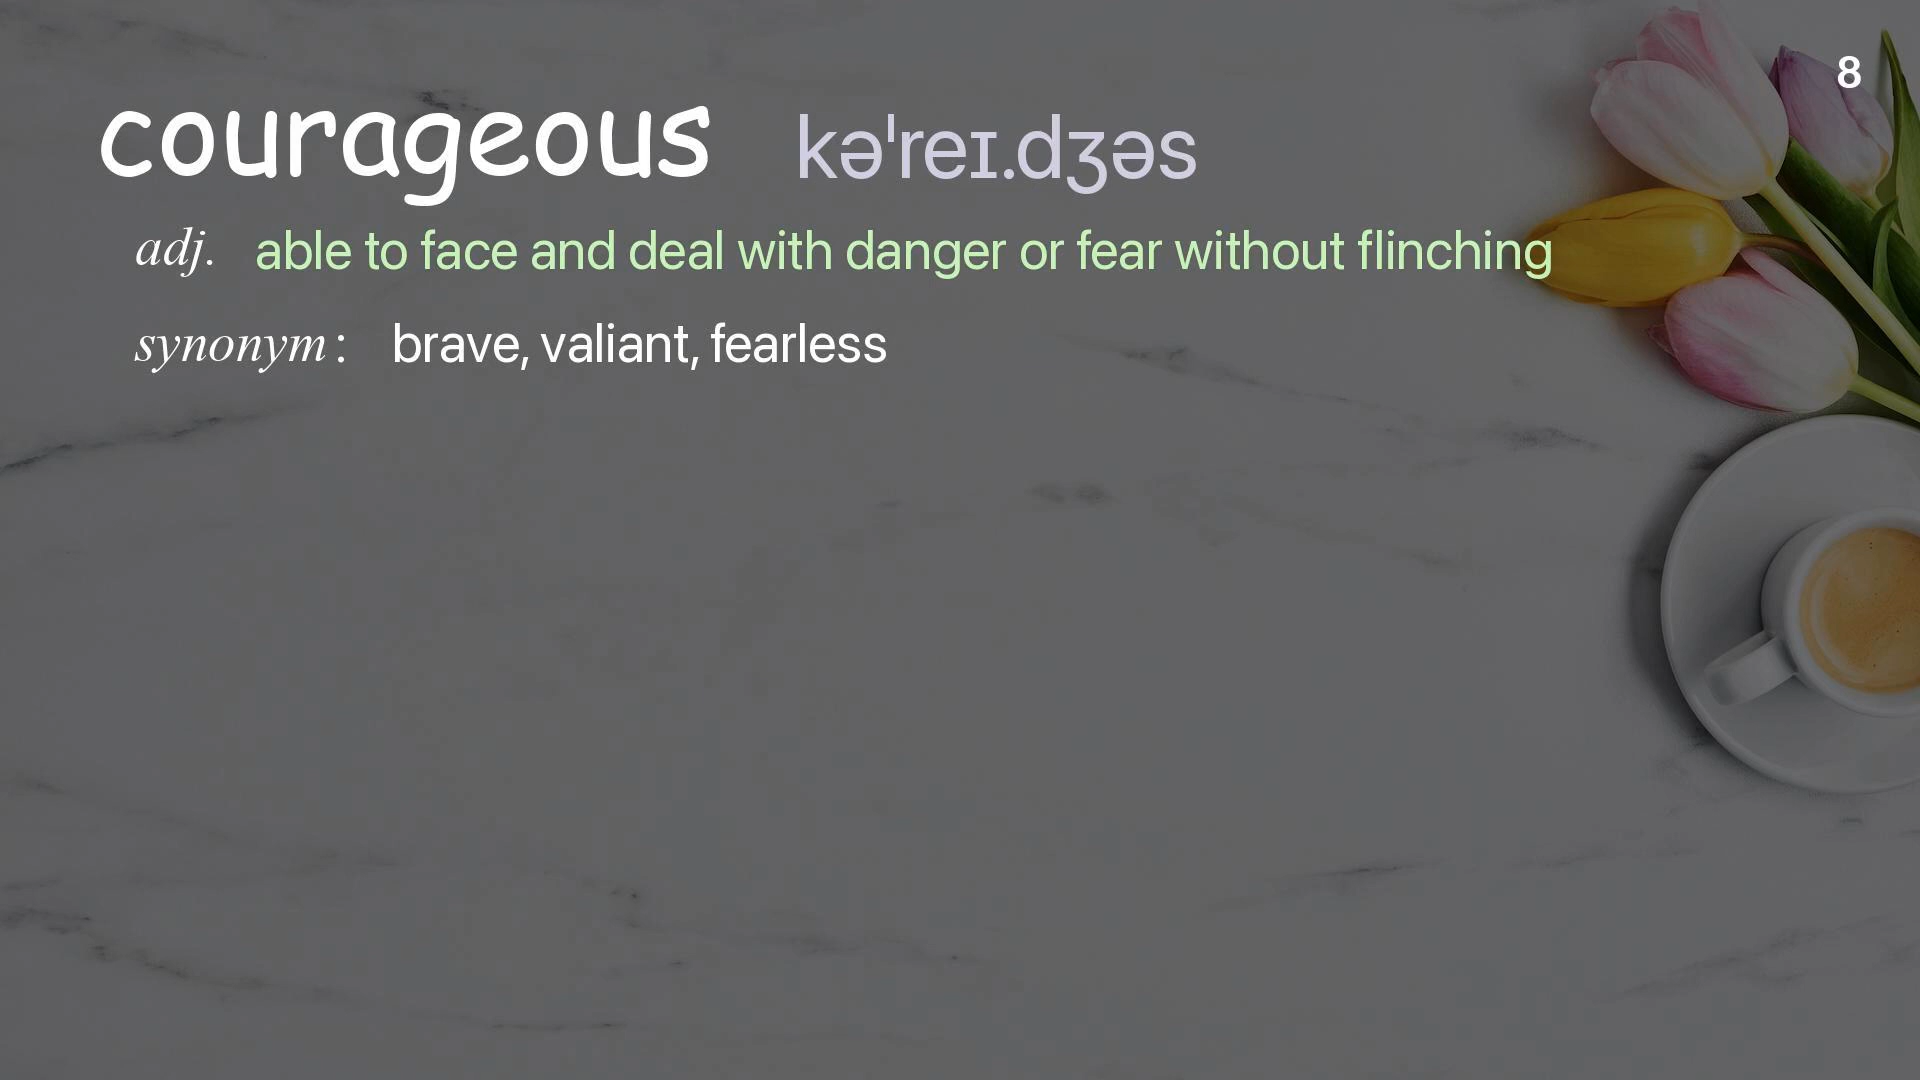 8
courageous kəˈreɪ.dʒəs
adj. able to face and deal with danger or fear without flinching
synonym: brave, valiant, fearless